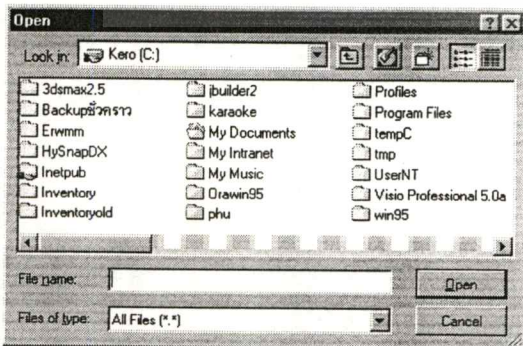 Open
Look in: Kero (C:)
3dsmax2.5 jbuilder2 Profiles
Backupชั่วคราว karaoke Program Files
Erwmm My Documents tempC
HySnapDX My Intranet tmp
Inetpub My Music UserNT
Inventory Orawin95 Visio Professional 5.0a
Inventoryold phu win95
File name: Open
Files of type: All Files (*.*) Cancel